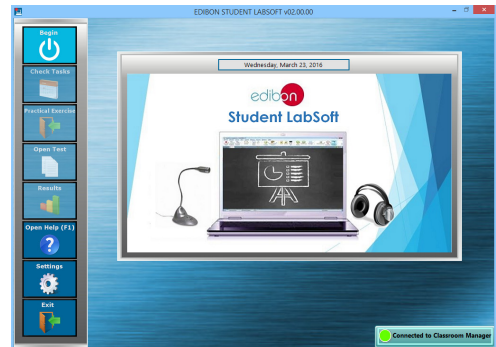 EDIBON STUDENT LABSOFT v02.00.00
Begin
Check Tasks
Practical Exercise
Open Test
Results
Open Help (F1)
?
Settings
Exit
Wednesday, March 23, 2016
edibon
Student LabSoft
Connected to Classroom Manager